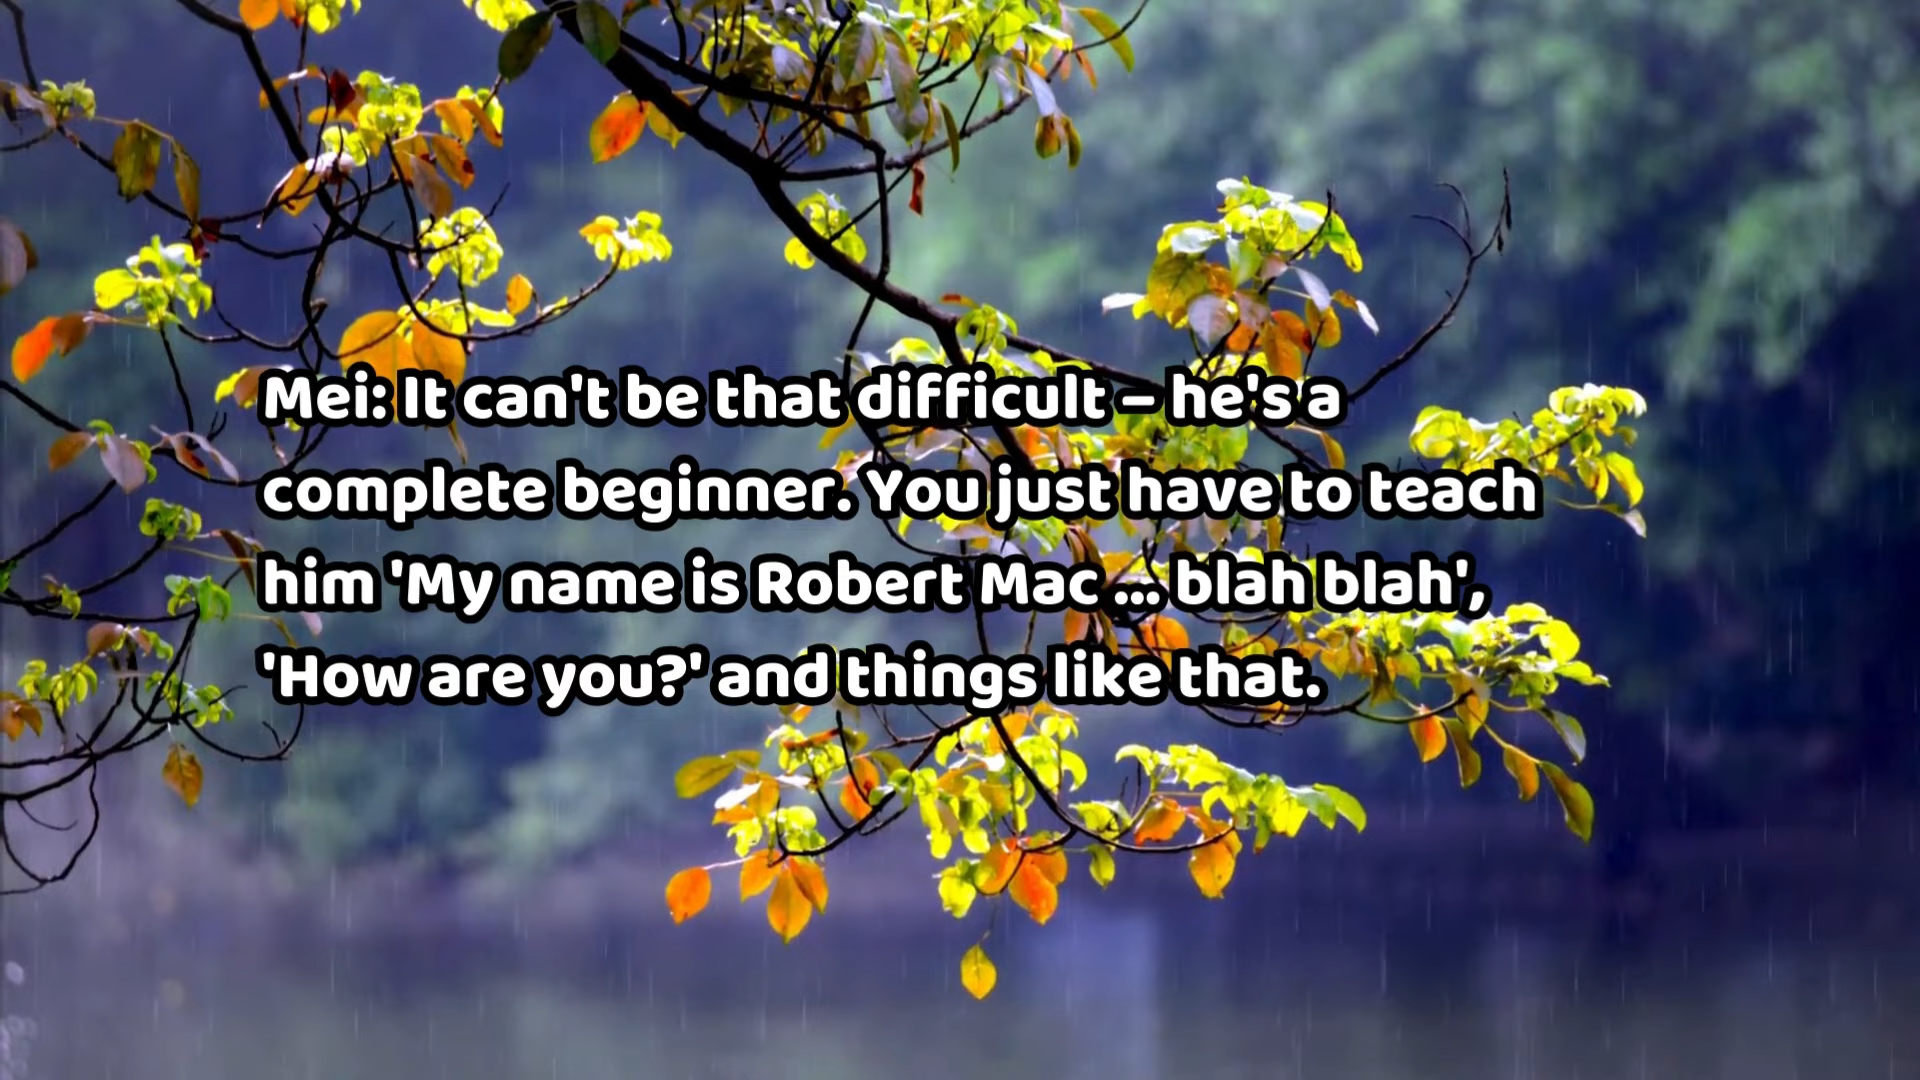 Mei: It can't be that difficult – he's a
complete beginner. You just have to teach
him 'My name is Robert Mac ... blah blah',
'How are you?' and things like that.